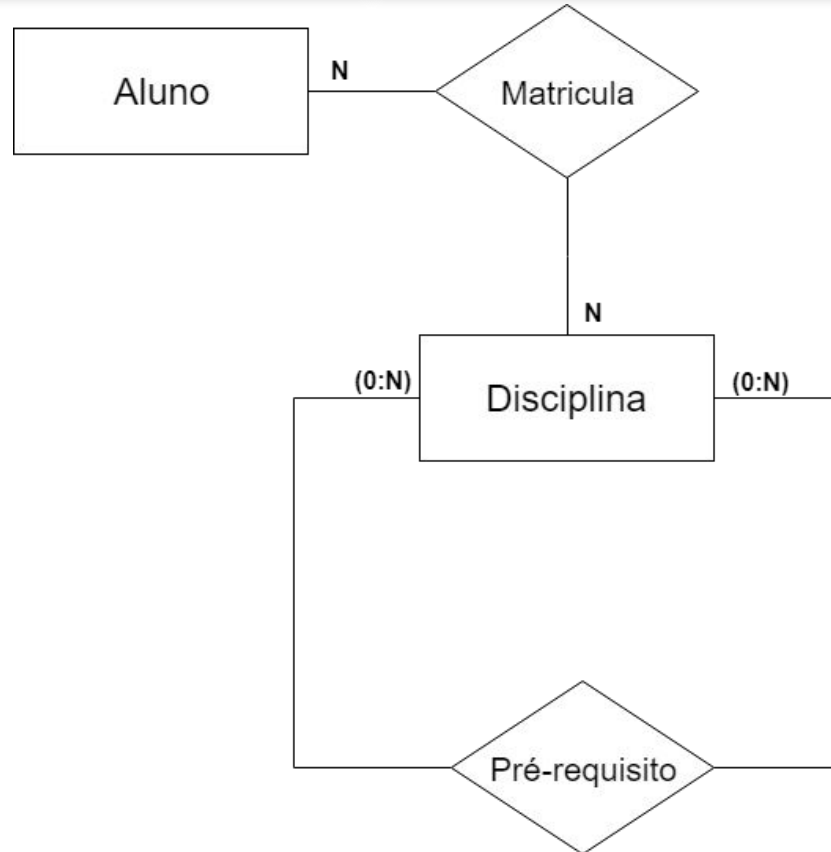 Aluno
N
Matricula
N
(0:N)
Disciplina
(0:N)
Pré-requisito